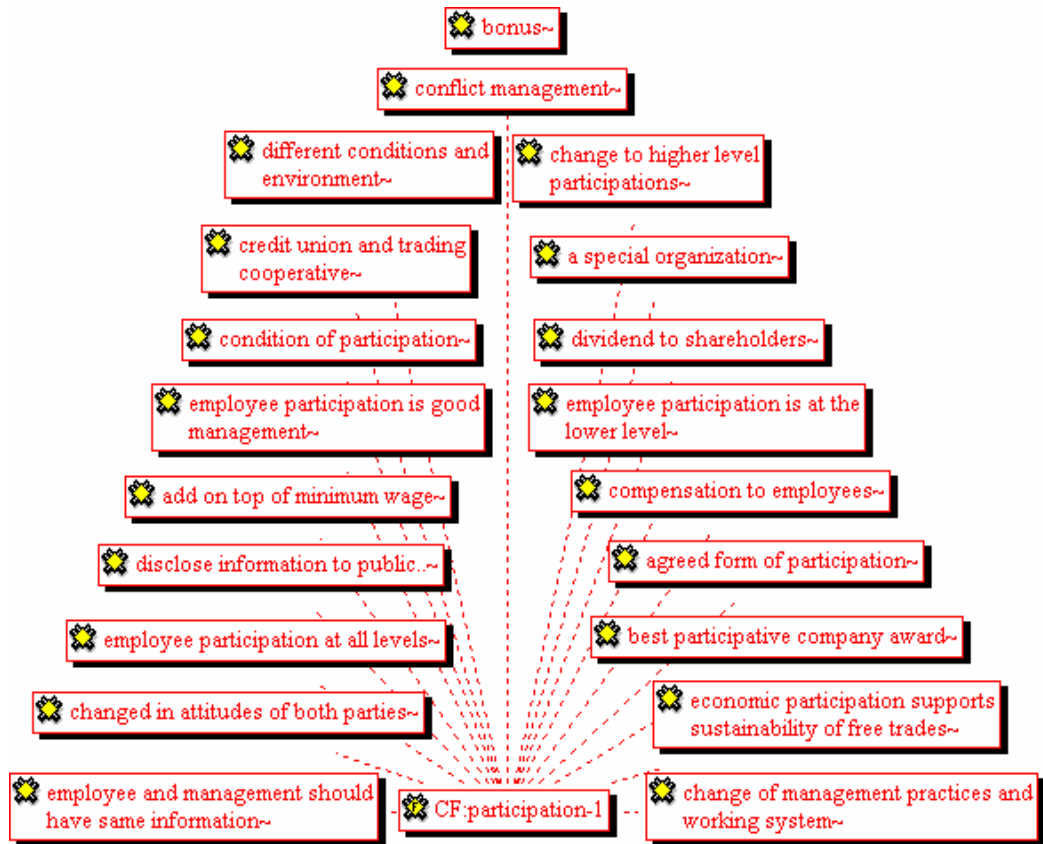 bonus~
conflict management~
different conditions and
environment~
change to higher level
participations~
credit union and trading
cooperative~
a special organization~
condition of participation~
dividend to shareholders~
employee participation is good
management~
employee participation is at the
lower level~
add on top of minimum wage~
compensation to employees~
disclose information to public..~
agreed form of participation~
employee participation at all levels~
best participative company award~
changed in attitudes of both parties~
economic participation supports
sustainability of free trades~
employee and management should
have same information~
F
CF:participation-1
change of management practices and
working system~